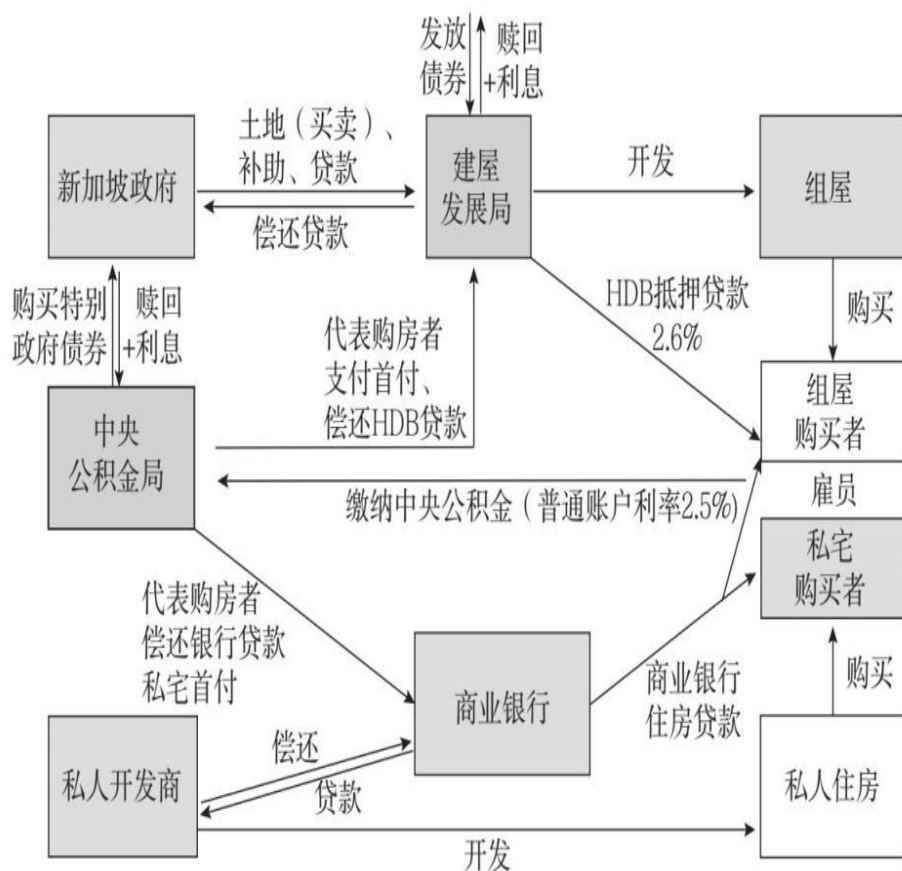 发放
债券
赎回
+利息
土地（买卖）、
补助、贷款
新加坡政府
建屋
发展局
开发
组屋
偿还贷款
购买特别
政府债券
赎回
+利息
HDB抵押贷款
2.6%
购买
代表购房者
支付首付、
偿还HDB贷款
组屋
购买者
中央
公积金局
雇员
缴纳中央公积金（普通账户利率2.5%）
私宅
购买者
代表购房者
偿还银行贷款
私宅首付
商业银行
商业银行
住房贷款
购买
偿还
贷款
私人开发商
私人住房
开发